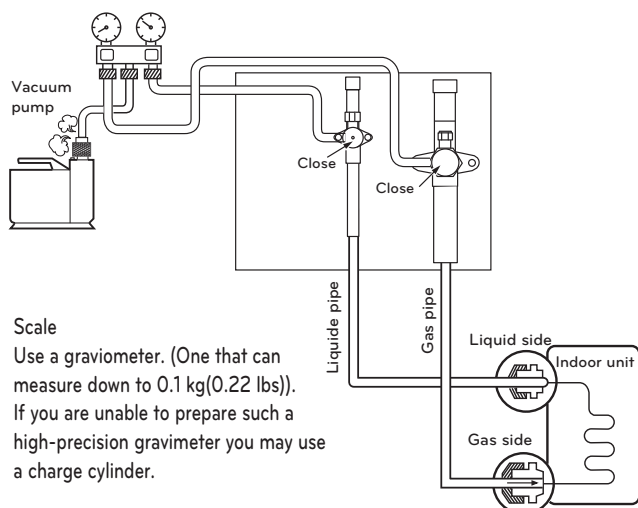 Vacuum
pump
Close
Close
Liquide pipe
Gas pipe
Scale
Use a graviometer. (One that can
measure down to 0.1 kg(0.22 lbs)).
If you are unable to prepare such a
high-precision gravimeter you may use
a charge cylinder.
Liquid side
Indoor unit
Gas side